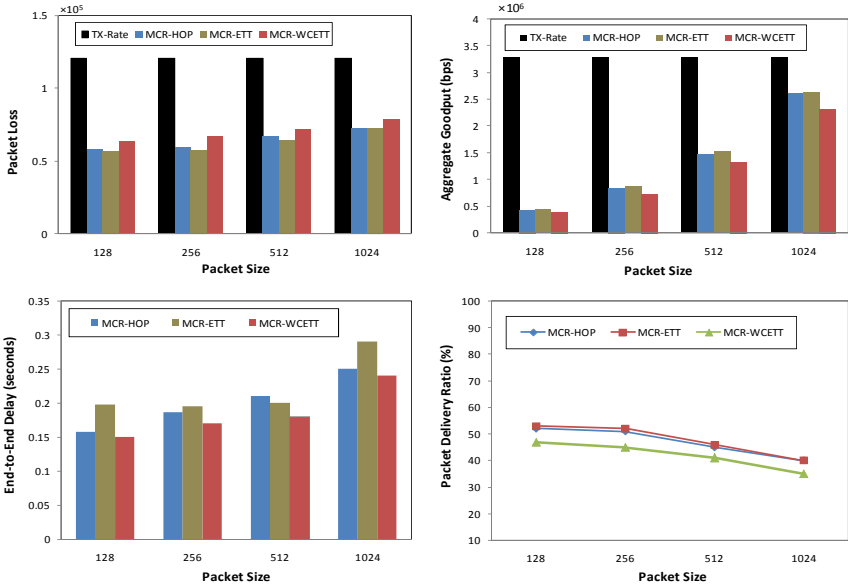 ×10⁵
1.5
1
0.5
0
Packet Loss
TX-Rate MCR-HOP MCR-ETT MCR-WCETT
128 256 512 1024
Packet Size
×10⁶
4
3.5
3
2.5
2
1.5
1
0.5
0
Aggregate Goodput (bps)
TX-Rate MCR-HOP MCR-ETT MCR-WCETT
128 256 512 1024
Packet Size
0.35
0.3
0.25
0.2
0.15
0.1
0.05
0
End-to-End Delay (seconds)
MCR-HOP MCR-ETT MCR-WCETT
128 256 512 1024
Packet Size
100
90
80
70
60
50
40
30
20
10
Packet Delivery Ratio (%)
MCR-HOP MCR-ETT MCR-WCETT
128 256 512 1024
Packet Size